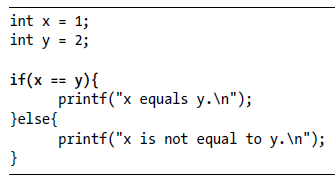 int x = 1;
int y = 2;
if(x == y){
printf("x equals y.\n");
}else{
printf("x is not equal to y.\n");
}